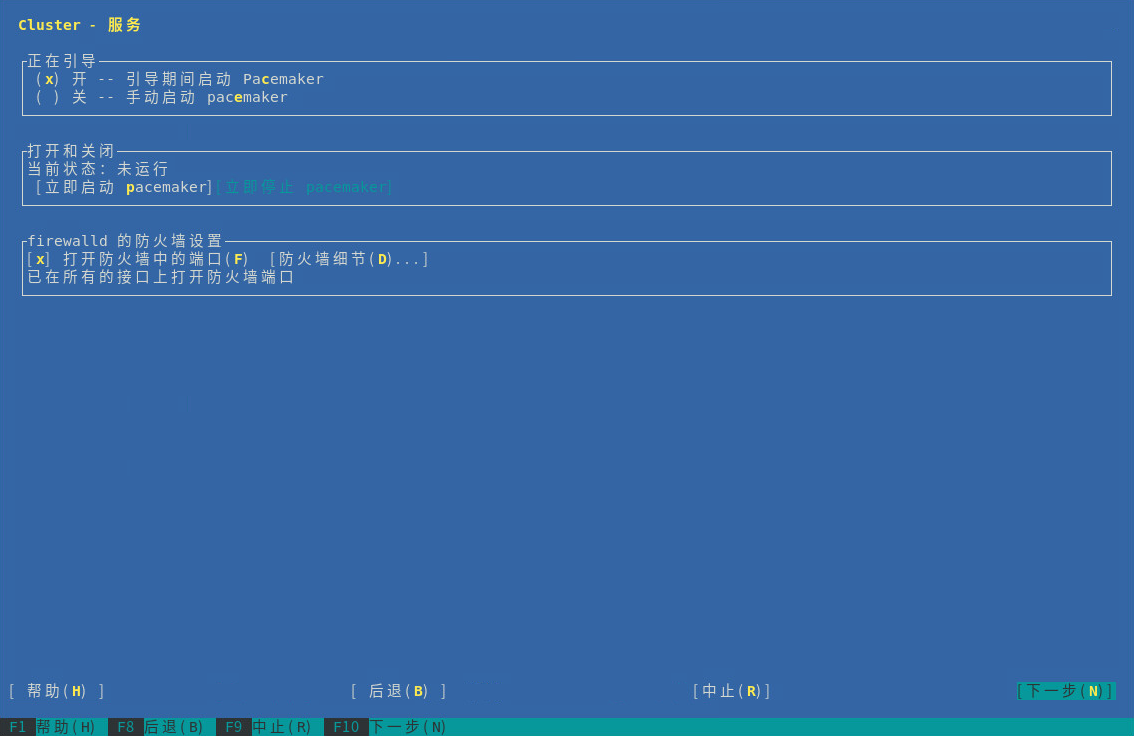 Cluster - 服务
正在引导
(x) 开 -- 引导期间启动 Pacemaker
( ) 关 -- 手动启动 pacemaker
打开和关闭
当前状态: 未运行
[立即启动 pacemaker][立即停止 pacemaker]
firewalld 的防火墙设置
[x] 打开防火墙中的端口(F)  [防火墙细节(D)...]
已在所有的接口上打开防火墙端口
[ 帮助(H) ] [ 后退(B) ] [中止(R)] [下一步(N)]
F1 帮助(H) F8 后退(B) F9 中止(R) F10 下一步(N)